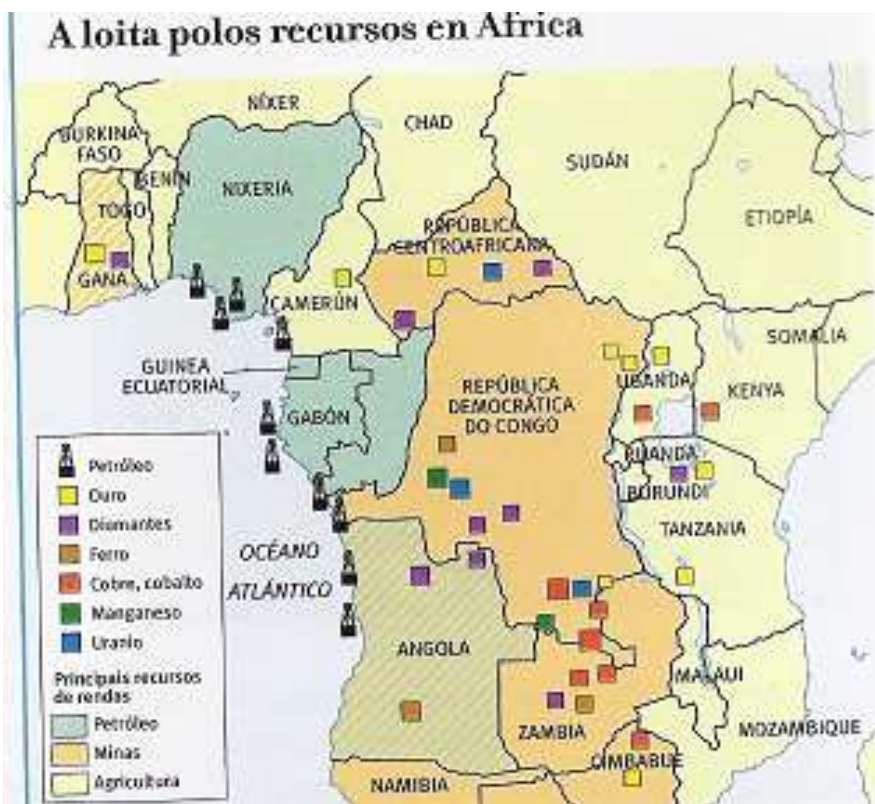 A loita polos recursos en África
NÍXER
CHAD
BURKINA
FASO
BENÍN
NIXERIA
SUDÁN
TOGO
ETIOPÍA
REPÚBLICA
CENTROAFRICANA
GANA
CAMERÚN
SOMALIA
GUINEA
ECUATORIAL
UGANDA
KENYA
REPÚBLICA
DEMOCRÁTICA
DO CONGO
GABÓN
RUANDA
BURUNDI
TANZANIA
OCÉANO
ATLÁNTICO
ANGOLA
MALAUI
ZAMBIA
MOZAMBIQUE
CIMBABUE
NAMIBIA
Petróleo
Ouro
Diamantes
Ferro
Cobre, cobalto
Manganeso
Uranio
Principais recursos
de rendas
Petróleo
Minas
Agricultura